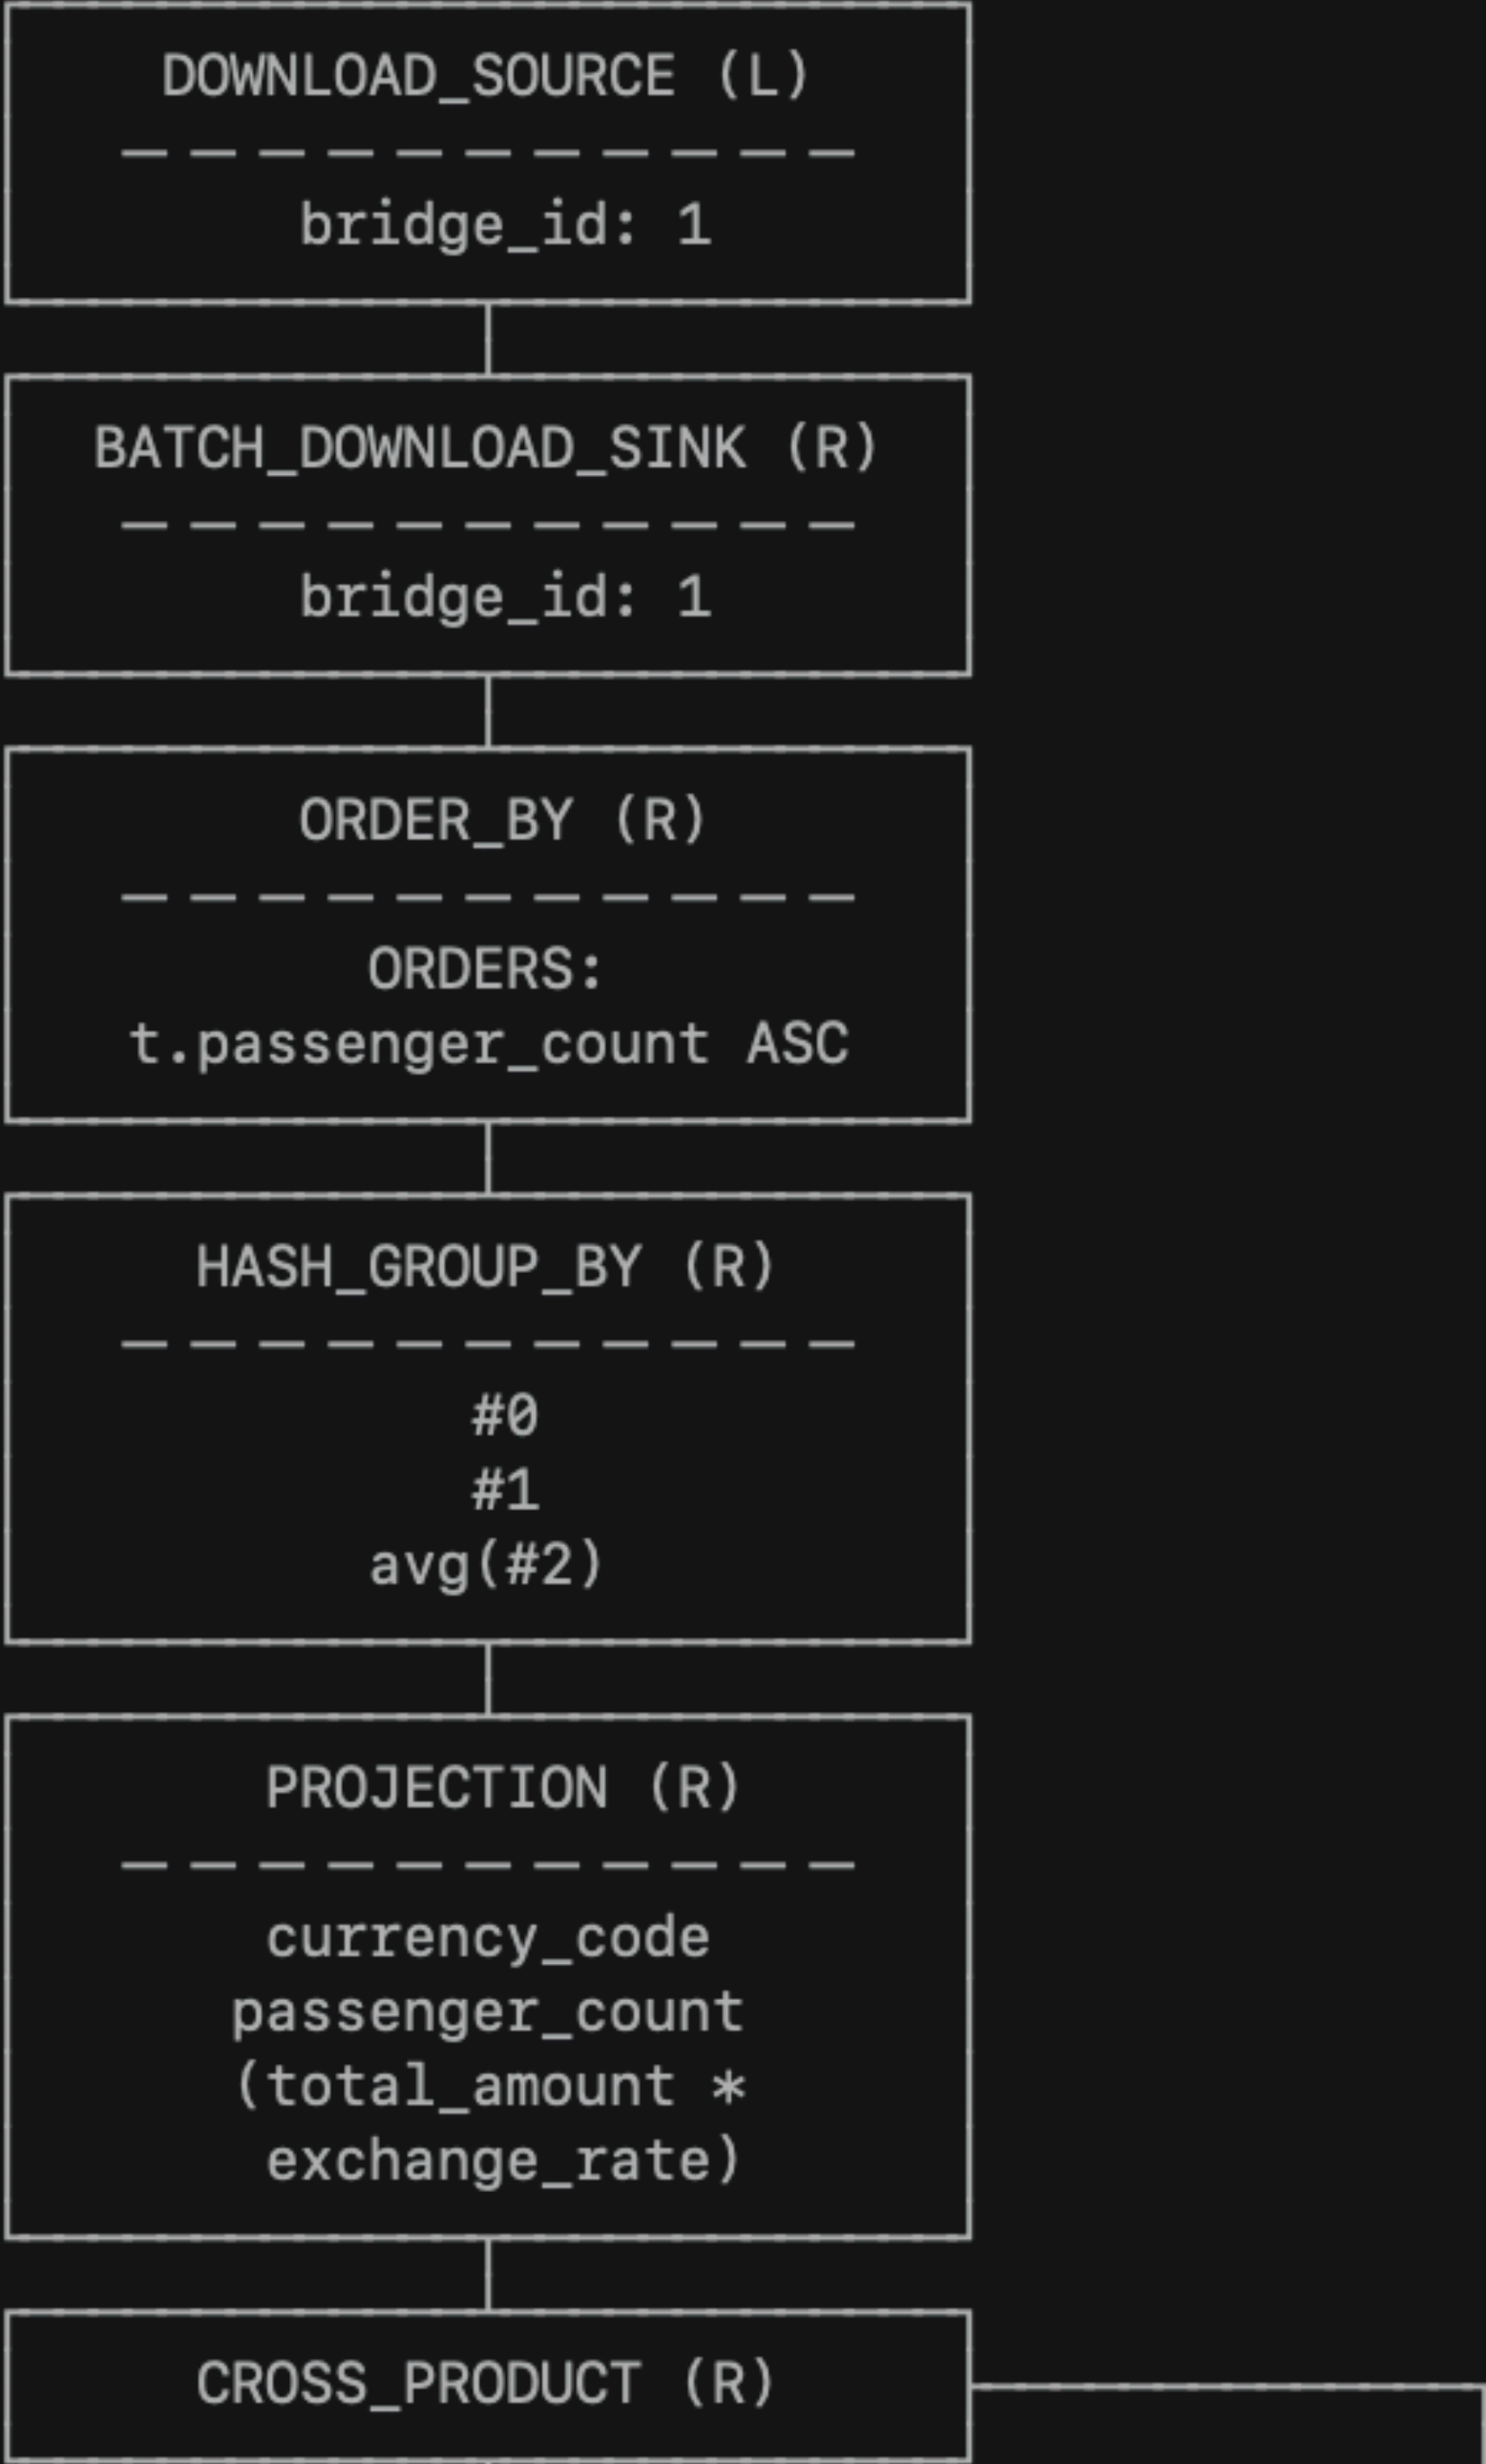 DOWNLOAD_SOURCE (L)
bridge_id: 1
BATCH_DOWNLOAD_SINK (R)
bridge_id: 1
ORDER_BY (R)
ORDERS:
t.passenger_count ASC
HASH_GROUP_BY (R)
#0
#1
avg(#2)
PROJECTION (R)
currency_code
passenger_count
(total_amount *
exchange_rate)
CROSS_PRODUCT (R)